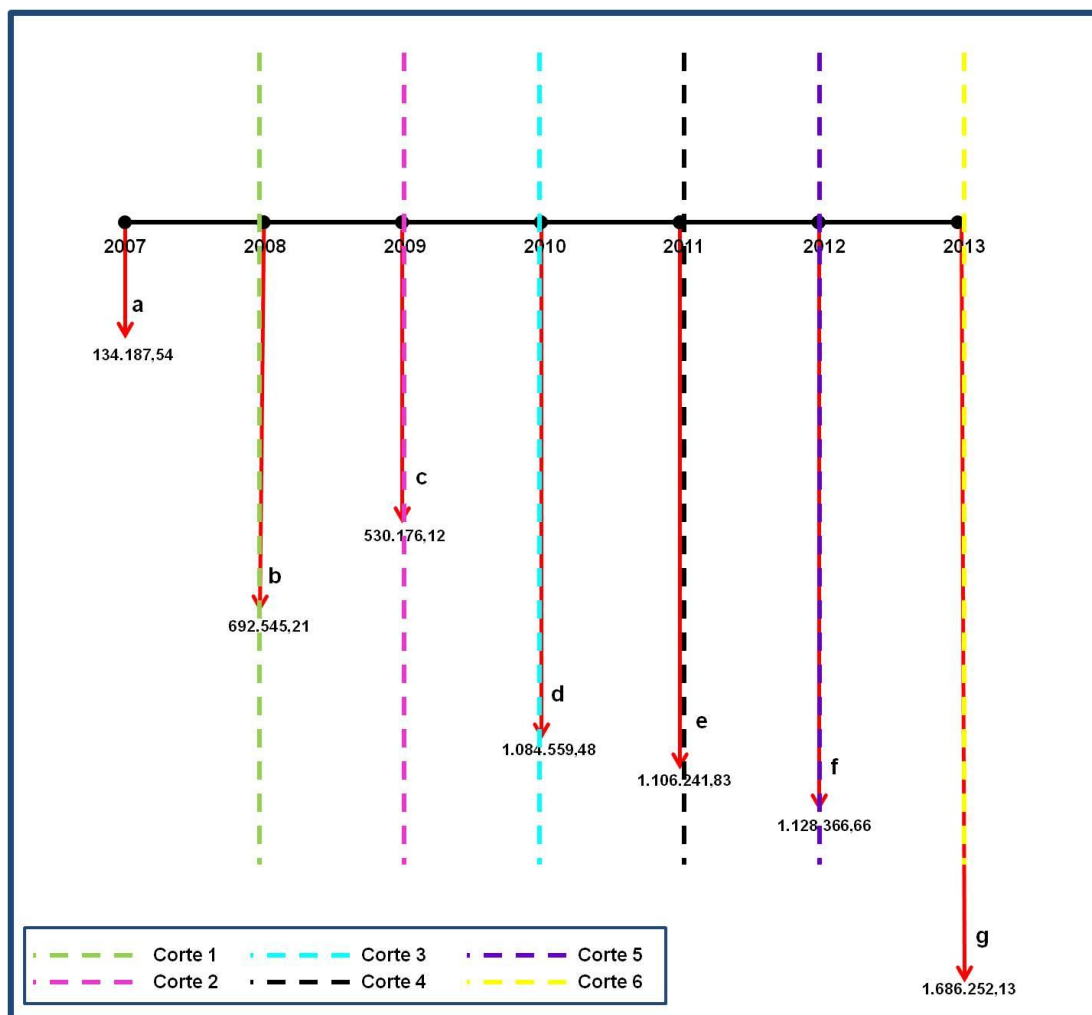 2007 2008 2009 2010 2011 2012 2013
a
134.187,54
c
530.176,12
b
692.545,21
d
1.084.559,48
e
1.106.241,83
f
1.128.366,66
g
1.686.252,13
Corte 1 Corte 3 Corte 5
Corte 2 Corte 4 Corte 6